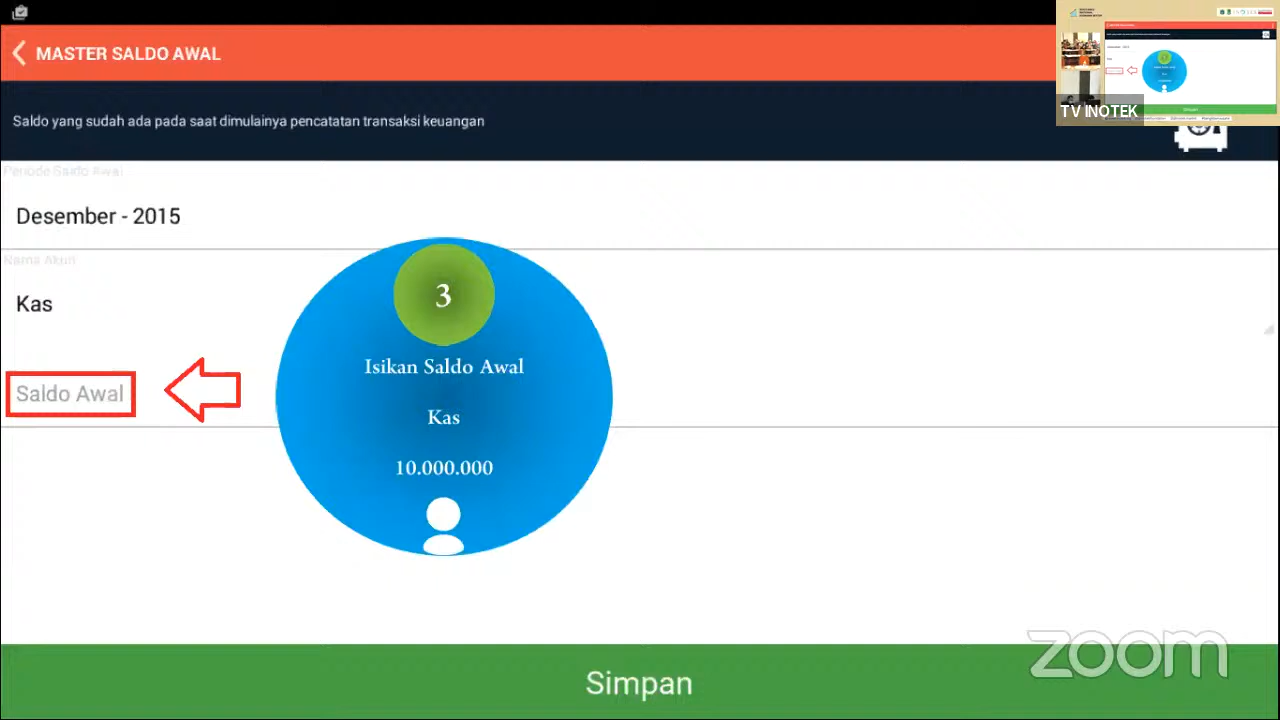 MASTER SALDO AWAL
Saldo yang sudah ada pada saat dimulainya pencatatan transaksi keuangan
TV INOTEK
Periode Saldo Awal
Desember - 2015
Nama Akun
Kas
Saldo Awal
3
Isikan Saldo Awal
Kas
10.000.000
Simpan
zoom